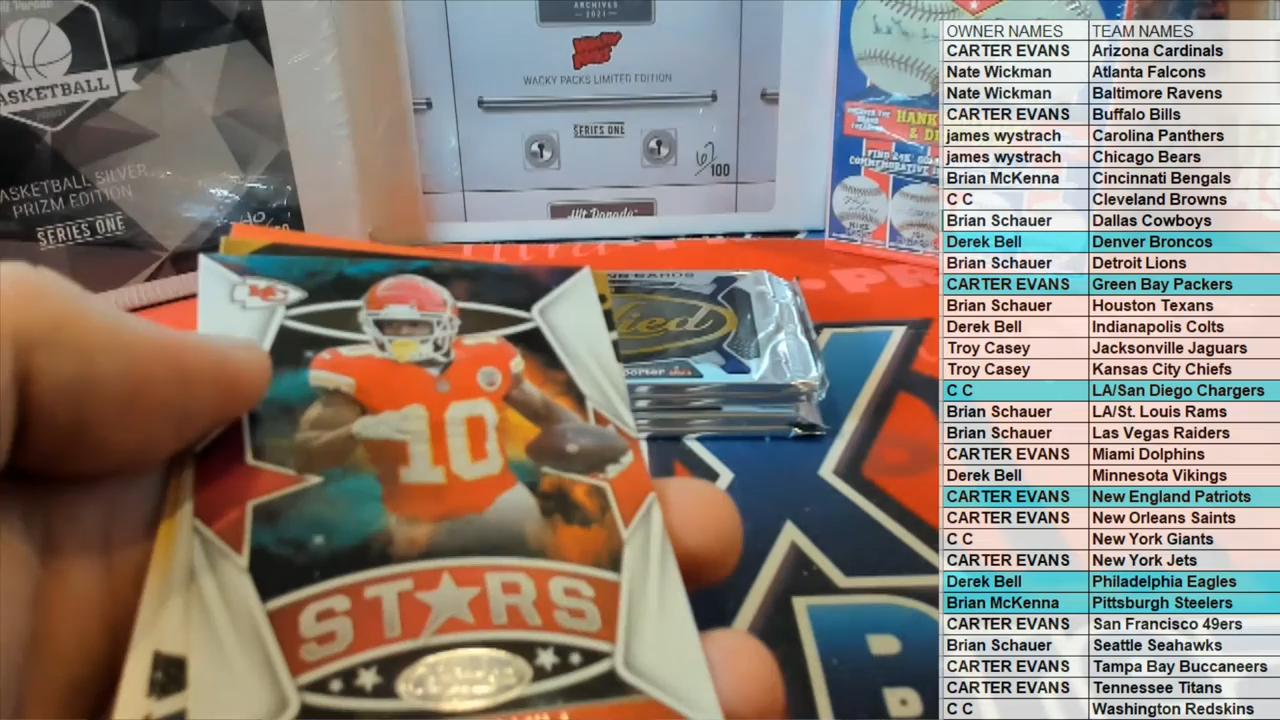 BASKETBALL
BASKETBALL SILVER
PRIZM EDITION
SERIES ONE
ARCHIVES
2021
WACKY PACKS LIMITED EDITION
SERIES ONE
67/100
Hit Parade
HANK
& D
COMMEMORATIVE
KC
10
STARS
OWNER NAMES TEAM NAMES
CARTER EVANS Arizona Cardinals
Nate Wickman Atlanta Falcons
Nate Wickman Baltimore Ravens
CARTER EVANS Buffalo Bills
james wystrach Carolina Panthers
james wystrach Chicago Bears
Brian McKenna Cincinnati Bengals
C C Cleveland Browns
Brian Schauer Dallas Cowboys
Derek Bell Denver Broncos
Brian Schauer Detroit Lions
CARTER EVANS Green Bay Packers
Brian Schauer Houston Texans
Derek Bell Indianapolis Colts
Troy Casey Jacksonville Jaguars
Troy Casey Kansas City Chiefs
C C LA/San Diego Chargers
Brian Schauer LA/St. Louis Rams
Brian Schauer Las Vegas Raiders
CARTER EVANS Miami Dolphins
Derek Bell Minnesota Vikings
CARTER EVANS New England Patriots
CARTER EVANS New Orleans Saints
C C New York Giants
CARTER EVANS New York Jets
Derek Bell Philadelphia Eagles
Brian McKenna Pittsburgh Steelers
CARTER EVANS San Francisco 49ers
Brian Schauer Seattle Seahawks
CARTER EVANS Tampa Bay Buccaneers
CARTER EVANS Tennessee Titans
C C Washington Redskins